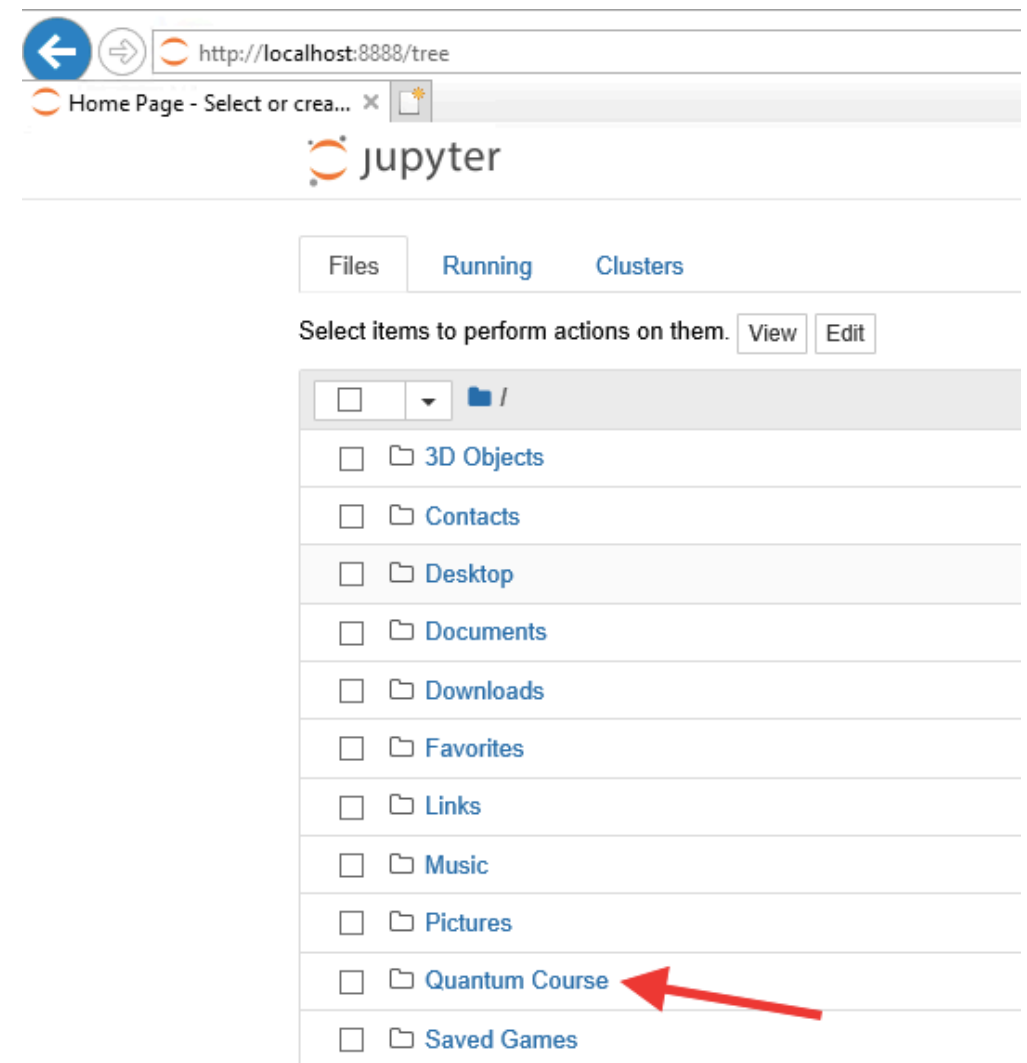 http://localhost:8888/tree
Home Page - Select or crea...
jupyter
Files Running Clusters
Select items to perform actions on them. View Edit
/
3D Objects
Contacts
Desktop
Documents
Downloads
Favorites
Links
Music
Pictures
Quantum Course
Saved Games